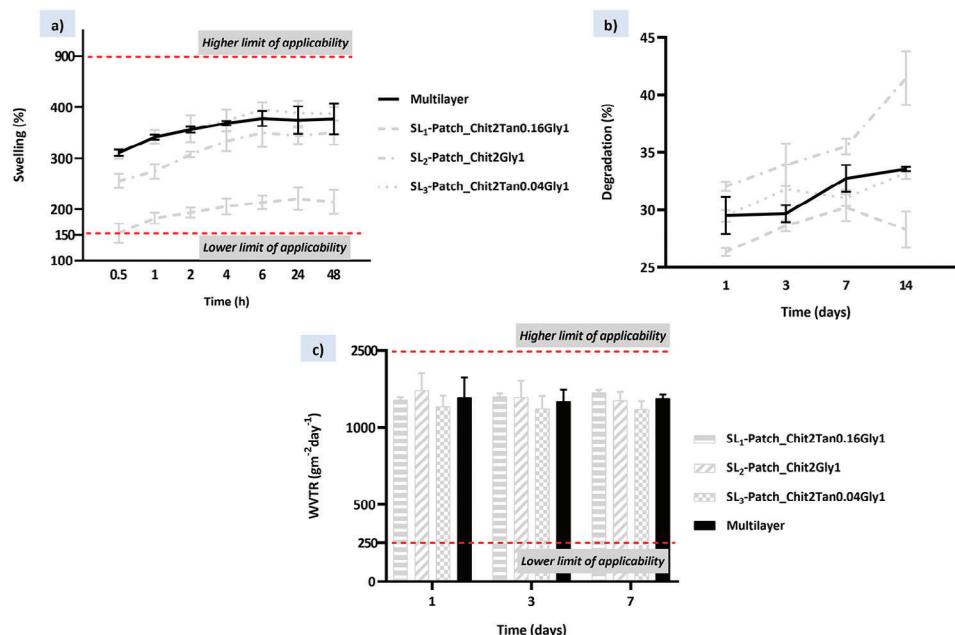 a)
Higher limit of applicability
900
400
300
200
150
100
Swelling (%)
Lower limit of applicability
0.5 1 2 4 6 24 48
Time (h)
Multilayer
SL₁-Patch_Chit2Tan0.16Gly1
SL₂-Patch_Chit2Gly1
SL₃-Patch_Chit2Tan0.04Gly1
b)
45
40
35
30
25
Degradation (%)
1 3 7 14
Time (days)
c)
Higher limit of applicability
2500
1000
250
0
WVTR (gm⁻²day⁻¹)
Lower limit of applicability
1 3 7
Time (days)
SL₁-Patch_Chit2Tan0.16Gly1
SL₂-Patch_Chit2Gly1
SL₃-Patch_Chit2Tan0.04Gly1
Multilayer